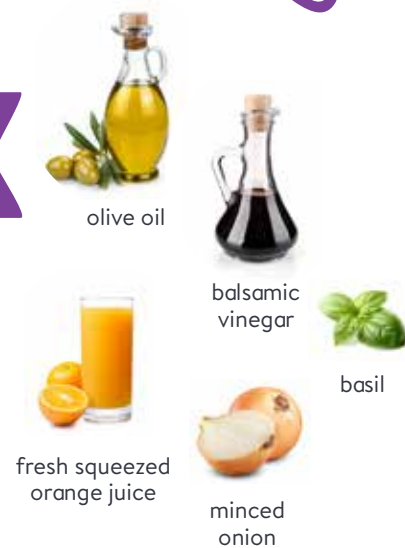 olive oil
balsamic
vinegar
basil
fresh squeezed
orange juice
minced
onion